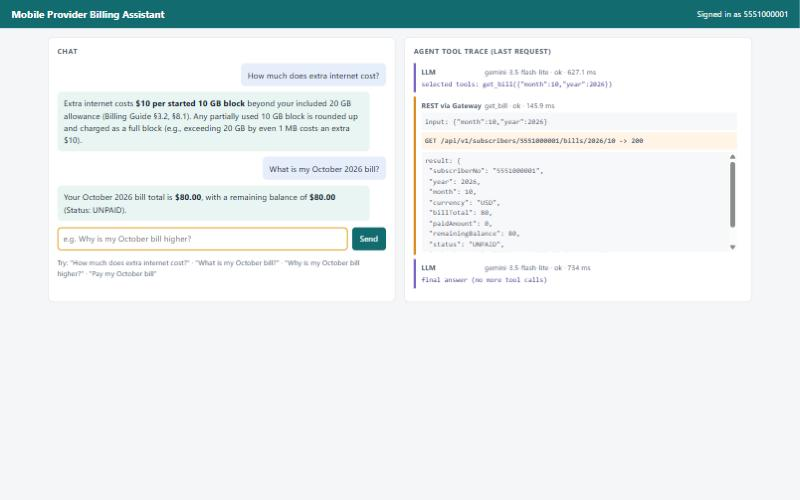 Mobile Provider Billing Assistant
Signed in as 5551000001
CHAT
How much does extra internet cost?
Extra internet costs $10 per started 10 GB block beyond your included 20 GB
allowance (Billing Guide §3.2, §8.1). Any partially used 10 GB block is rounded up
and charged as a full block (e.g., exceeding 20 GB by even 1 MB costs an extra
$10).
What is my October 2026 bill?
Your October 2026 bill total is $80.00, with a remaining balance of $80.00
(Status: UNPAID).
e.g. Why is my October bill higher?
Send
Try: "How much does extra internet cost?" · "What is my October bill?" · "Why is my October bill
higher?" · "Pay my October bill"
AGENT TOOL TRACE (LAST REQUEST)
LLM gemini-3.5-flash-lite · ok · 627.1 ms
selected tools: get_bill({"month":10,"year":2026})
REST via Gateway get_bill · ok · 145.9 ms
input: {"month":10,"year":2026}
GET /api/v1/subscribers/5551000001/bills/2026/10 -> 200
result: {
"subscriberNo": "5551000001",
"year": 2026,
"month": 10,
"currency": "USD",
"billTotal": 80,
"paidAmount": 0,
"remainingBalance": 80,
"status": "UNPAID",
LLM gemini-3.5-flash-lite · ok · 734 ms
final answer (no more tool calls)